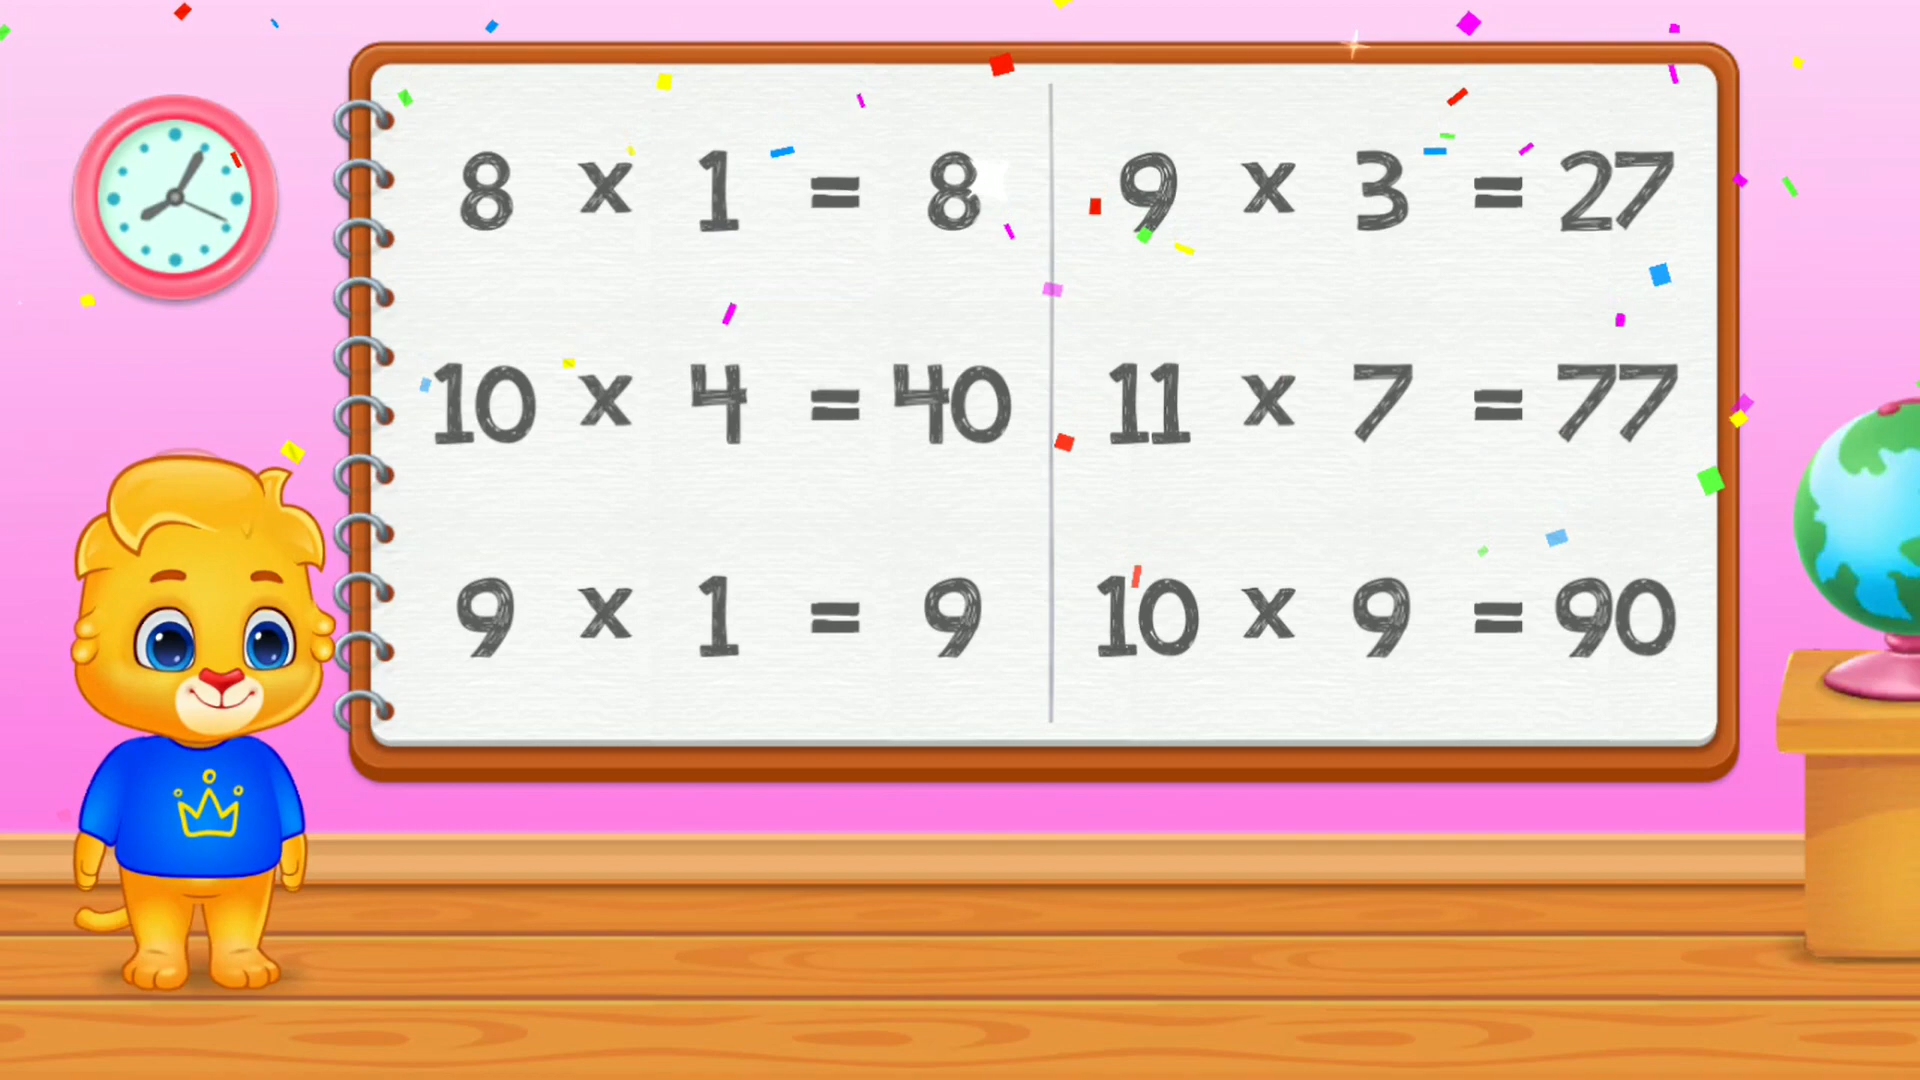 8 x 1 = 8
10 x 4 = 40
9 x 1 = 9
9 x 3 = 27
11 x 7 = 77
10 x 9 = 90